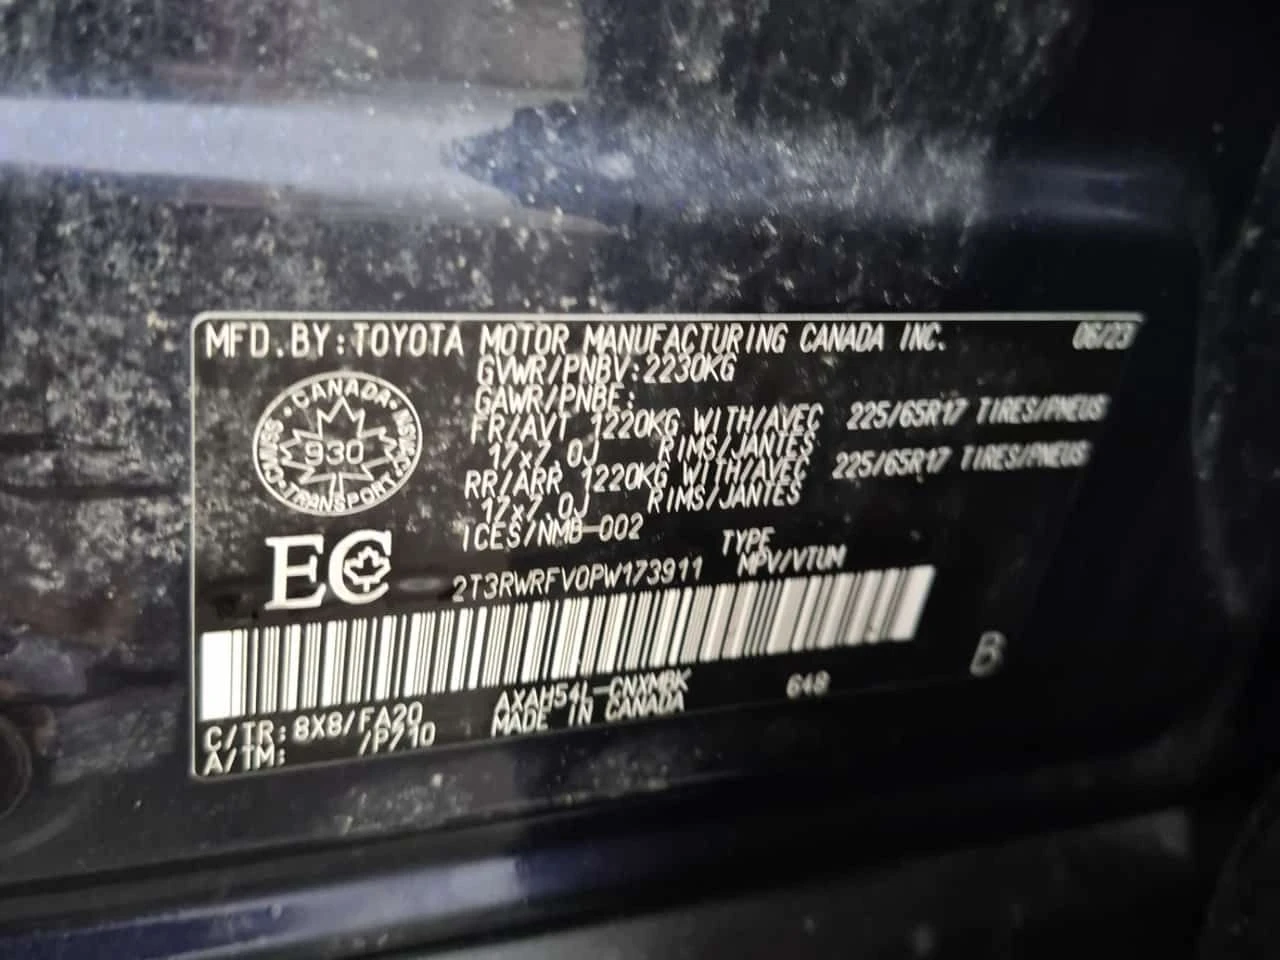 MFD.BY:TOYOTA MOTOR MANUFACTURING CANADA INC. 06/23
GVWR/PNBV:2230KG
GAWR/PNBE:
FR/AVT 1220KG WITH/AVEC 225/65R17 TIRES/PNEUS
17x7.0J RIMS/JANTES
RR/ARR 1220KG WITH/AVEC 225/65R17 TIRES/PNEUS
17x7.0J RIMS/JANTES
ICES/NMB-002
CANADA
930
TRANSPORT
EC
TYPE
2T3RWRFV0PW173911 MPV/VTUM
B
C/TR:8X8/FA20 AXAH54L-CNXMBK 648
A/TM: /P710 MADE IN CANADA